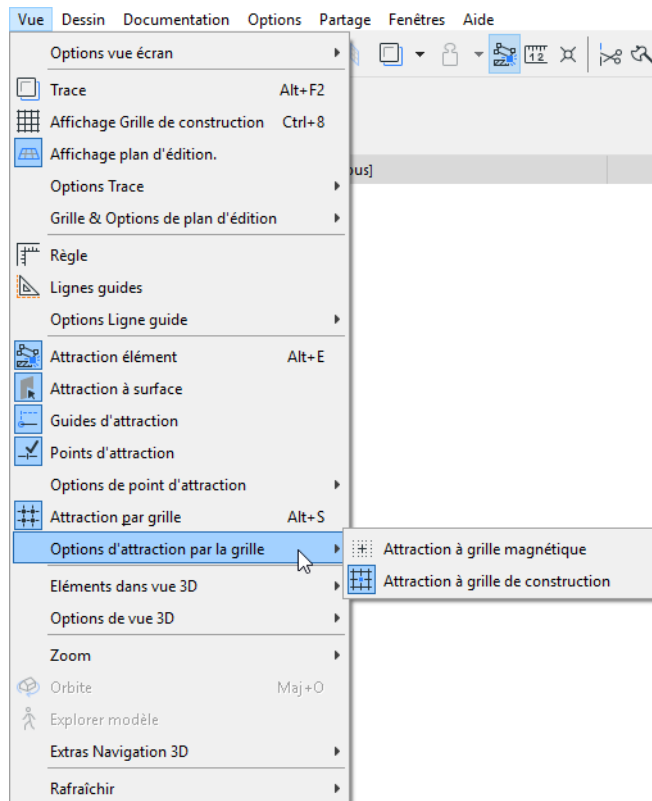 Vue Dessin Documentation Options Partage Fenêtres Aide
Options vue écran
Trace Alt+F2
Affichage Grille de construction Ctrl+8
Affichage plan d'édition.
Options Trace
Grille & Options de plan d'édition
Règle
Lignes guides
Options Ligne guide
Attraction élément Alt+E
Attraction à surface
Guides d'attraction
Points d'attraction
Options de point d'attraction
Attraction par grille Alt+S
Options d'attraction par la grille
Attraction à grille magnétique
Attraction à grille de construction
Eléments dans vue 3D
Options de vue 3D
Zoom
Orbite Maj+O
Explorer modèle
Extras Navigation 3D
Rafraîchir